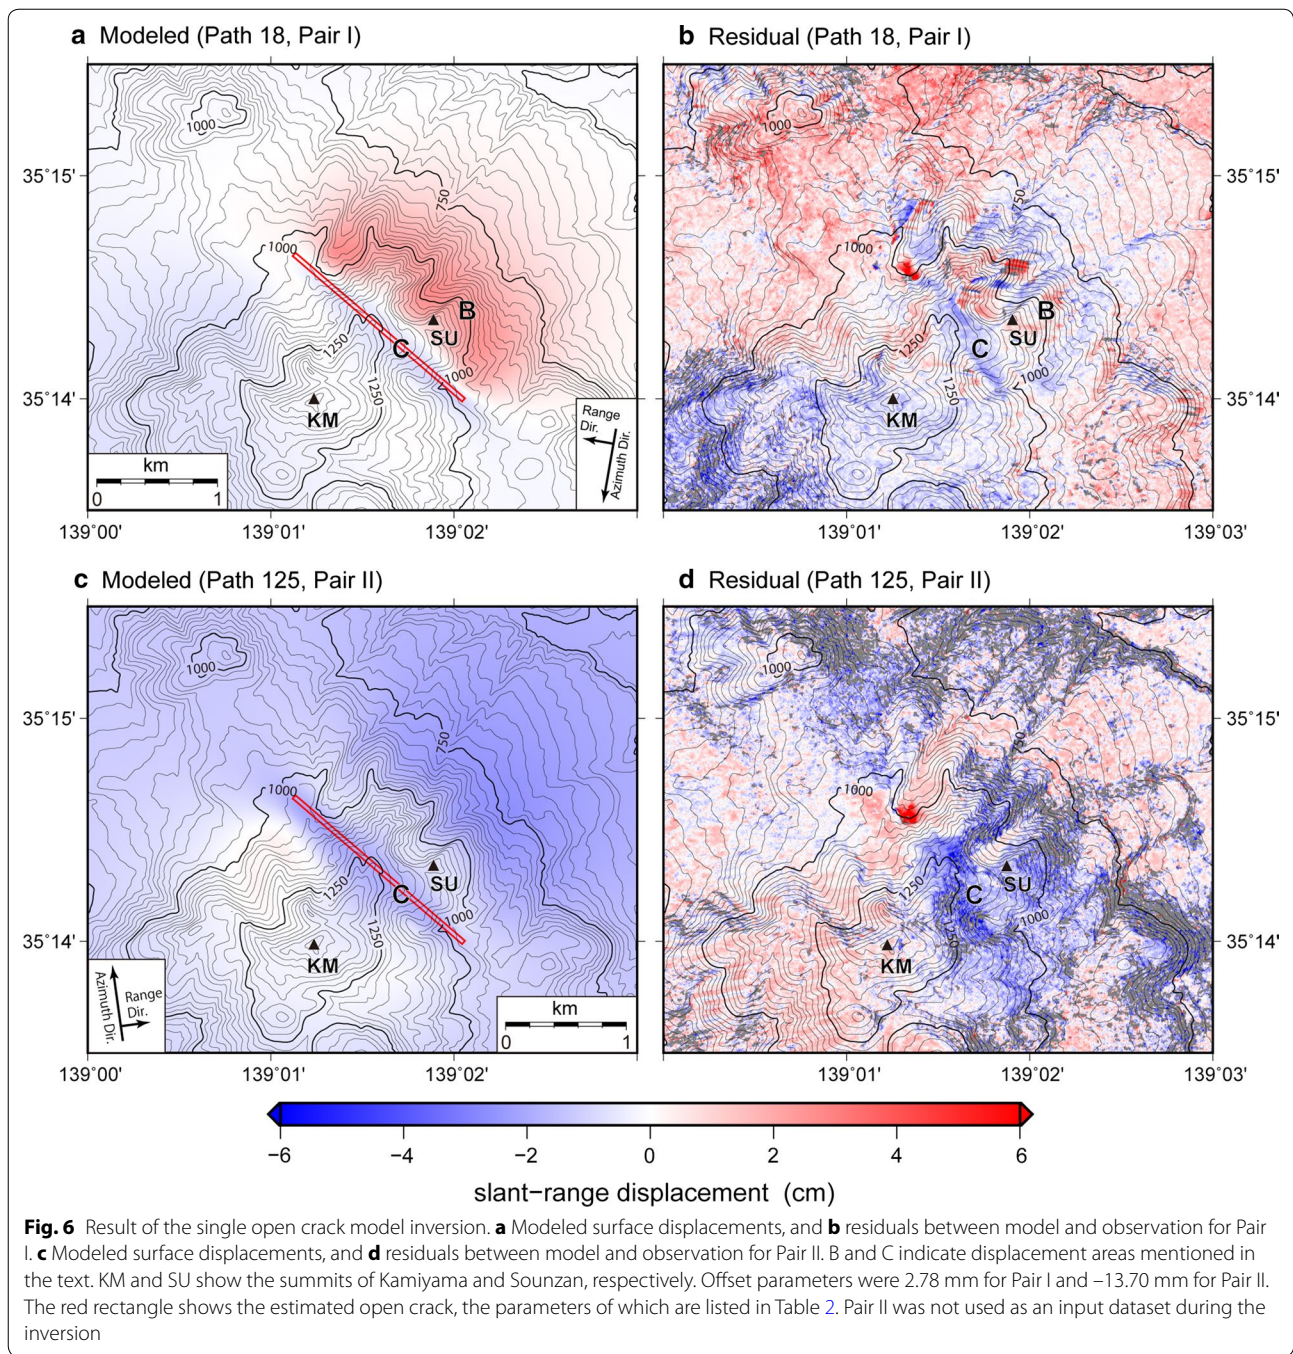 a Modeled (Path 18, Pair I)
b Residual (Path 18, Pair I)
1000
750
1000
B
SU
C
1250
1250
1000
KM
Range Dir.
Azimuth Dir.
km
0 1
35°15'
35°14'
139°00' 139°01' 139°02'
1000
750
1000
B
SU
C
1250
1250
1000
KM
35°15'
35°14'
139°01' 139°02' 139°03'
c Modeled (Path 125, Pair II)
d Residual (Path 125, Pair II)
1000
750
1000
SU
C
1250
1250
1000
KM
Azimuth Dir.
Range Dir.
km
0 1
35°15'
35°14'
139°00' 139°01' 139°02'
1000
750
1000
SU
C
1250
1250
1000
KM
35°15'
35°14'
139°01' 139°02' 139°03'
−6 −4 −2 0 2 4 6
slant−range displacement (cm)
Fig. 6 Result of the single open crack model inversion. a Modeled surface displacements, and b residuals between model and observation for Pair
I. c Modeled surface displacements, and d residuals between model and observation for Pair II. B and C indicate displacement areas mentioned in
the text. KM and SU show the summits of Kamiyama and Sounzan, respectively. Offset parameters were 2.78 mm for Pair I and −13.70 mm for Pair II.
The red rectangle shows the estimated open crack, the parameters of which are listed in Table 2. Pair II was not used as an input dataset during the
inversion